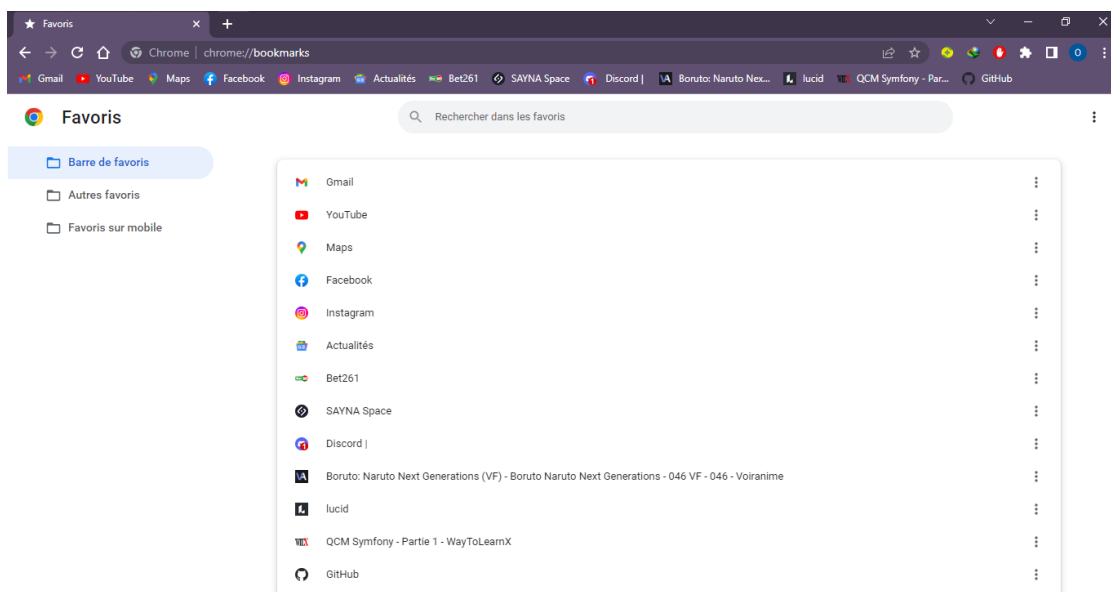 Favoris
Chrome | chrome://bookmarks
Gmail YouTube Maps Facebook Instagram Actualités Bet261 SAYNA Space Discord | Boruto: Naruto Nex... lucid QCM Symfony - Par... GitHub
Favoris Rechercher dans les favoris
Barre de favoris
Autres favoris
Favoris sur mobile
Gmail
YouTube
Maps
Facebook
Instagram
Actualités
Bet261
SAYNA Space
Discord |
Boruto: Naruto Next Generations (VF) - Boruto Naruto Next Generations - 046 VF - 046 - Voiranime
lucid
QCM Symfony - Partie 1 - WayToLearnX
GitHub